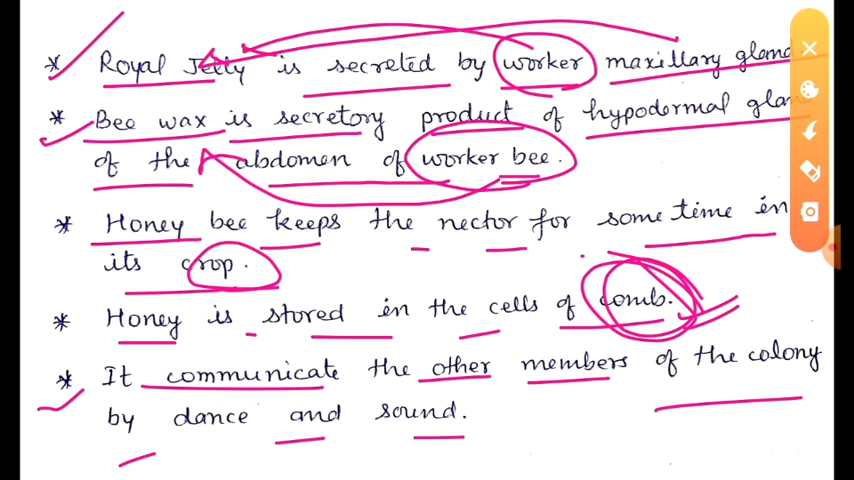 * Royal Jelly is secreted by worker maxillary gland
* Bee wax is secretory product of hypodermal glan
of the abdomen of worker bee.
* Honey bee keeps the nector for some time in
its crop.
* Honey is stored in the cells of comb.
* It communicate the other members of the colony
by dance and sound.